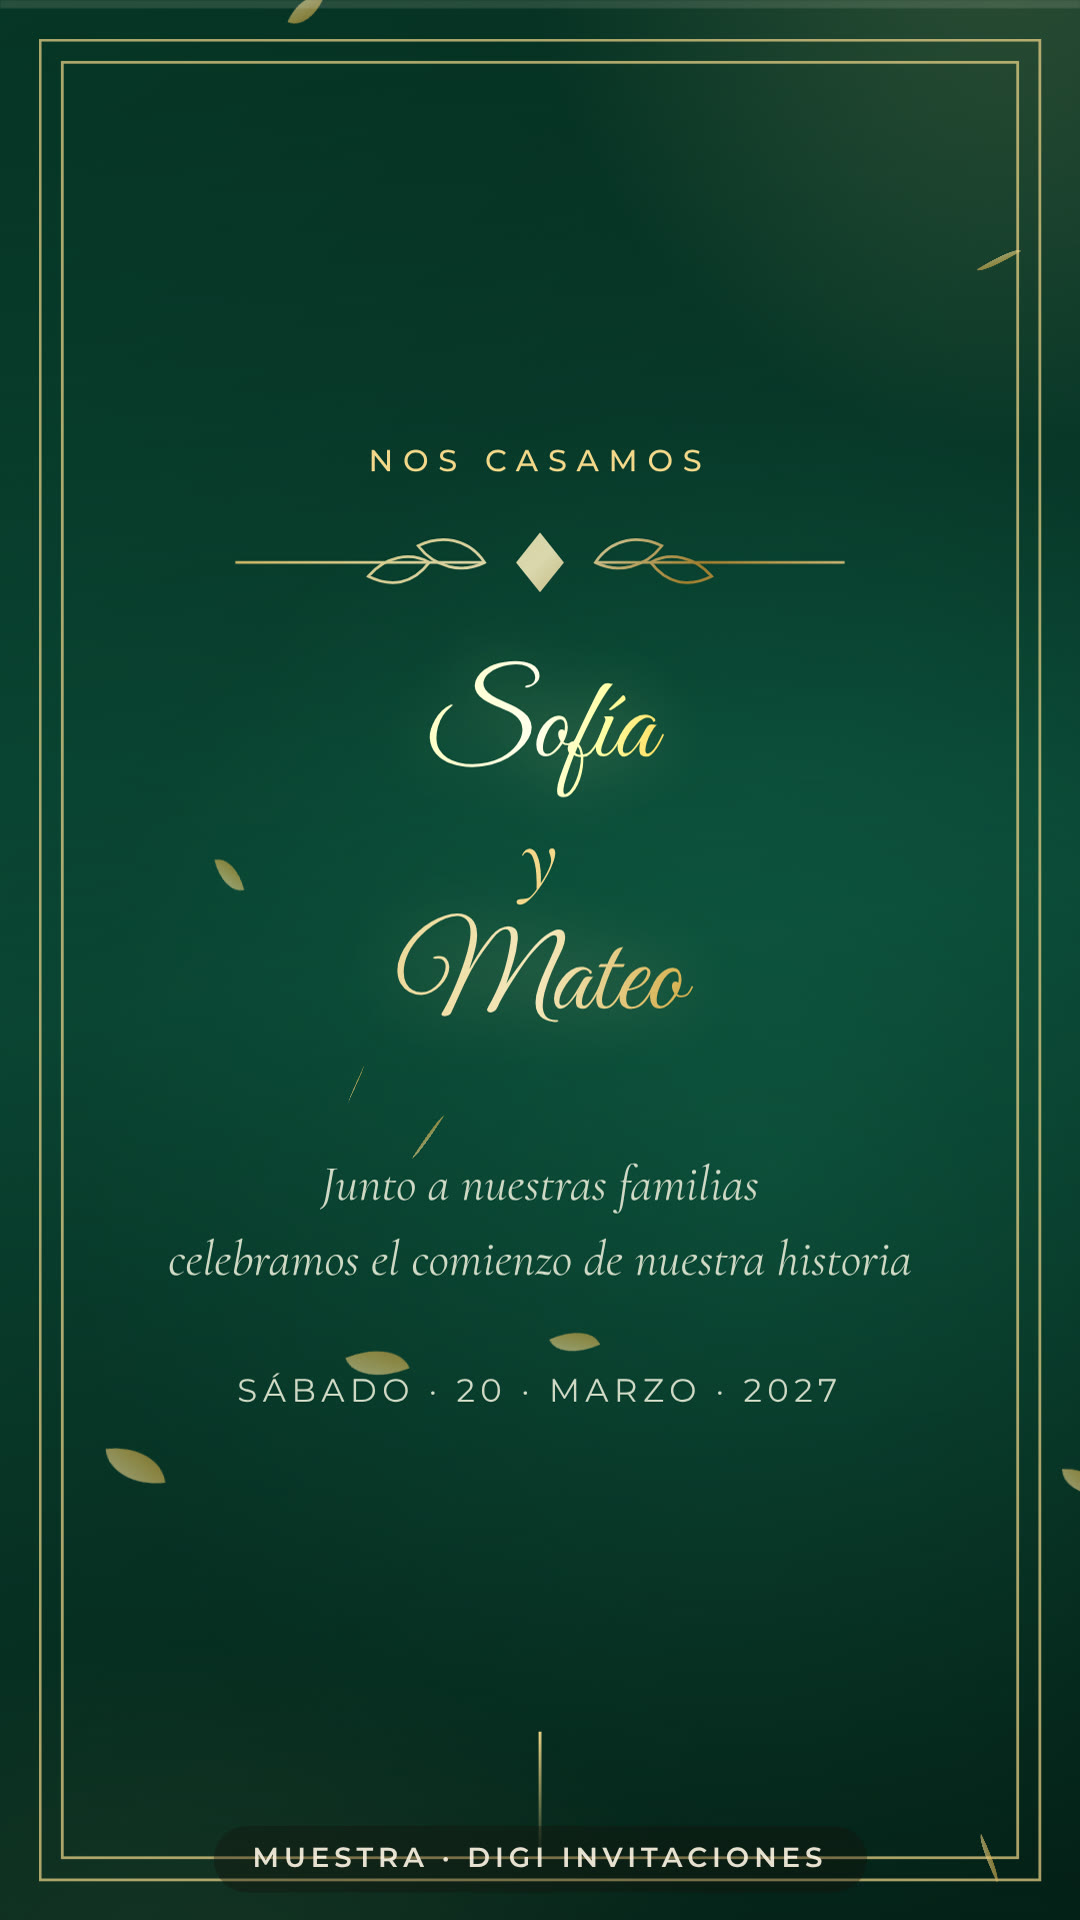 NOS CASAMOS
Sofía
y
Mateo
Junto a nuestras familias
celebramos el comienzo de nuestra historia
SÁBADO · 20 · MARZO · 2027
MUESTRA · DIGI INVITACIONES